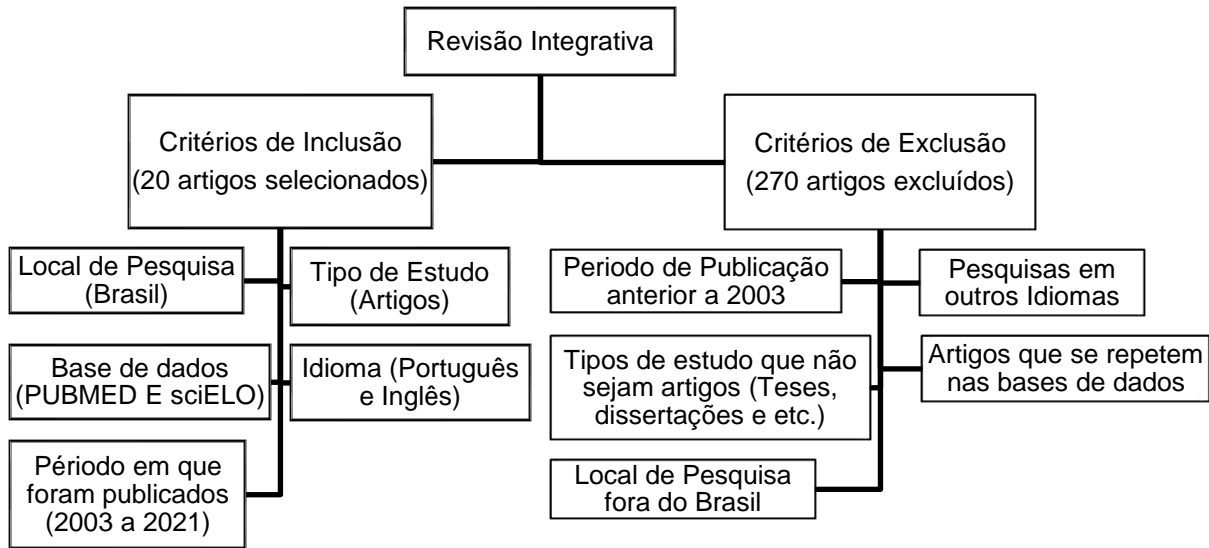 Revisão Integrativa
Critérios de Inclusão
(20 artigos selecionados)
Critérios de Exclusão
(270 artigos excluídos)
Local de Pesquisa
(Brasil)
Tipo de Estudo
(Artigos)
Base de dados
(PUBMED E sciELO)
Idioma (Português
e Inglês)
Périodo em que
foram publicados
(2003 a 2021)
Periodo de Publicação
anterior a 2003
Pesquisas em
outros Idiomas
Tipos de estudo que não
sejam artigos (Teses,
dissertações e etc.)
Artigos que se repetem
nas bases de dados
Local de Pesquisa
fora do Brasil